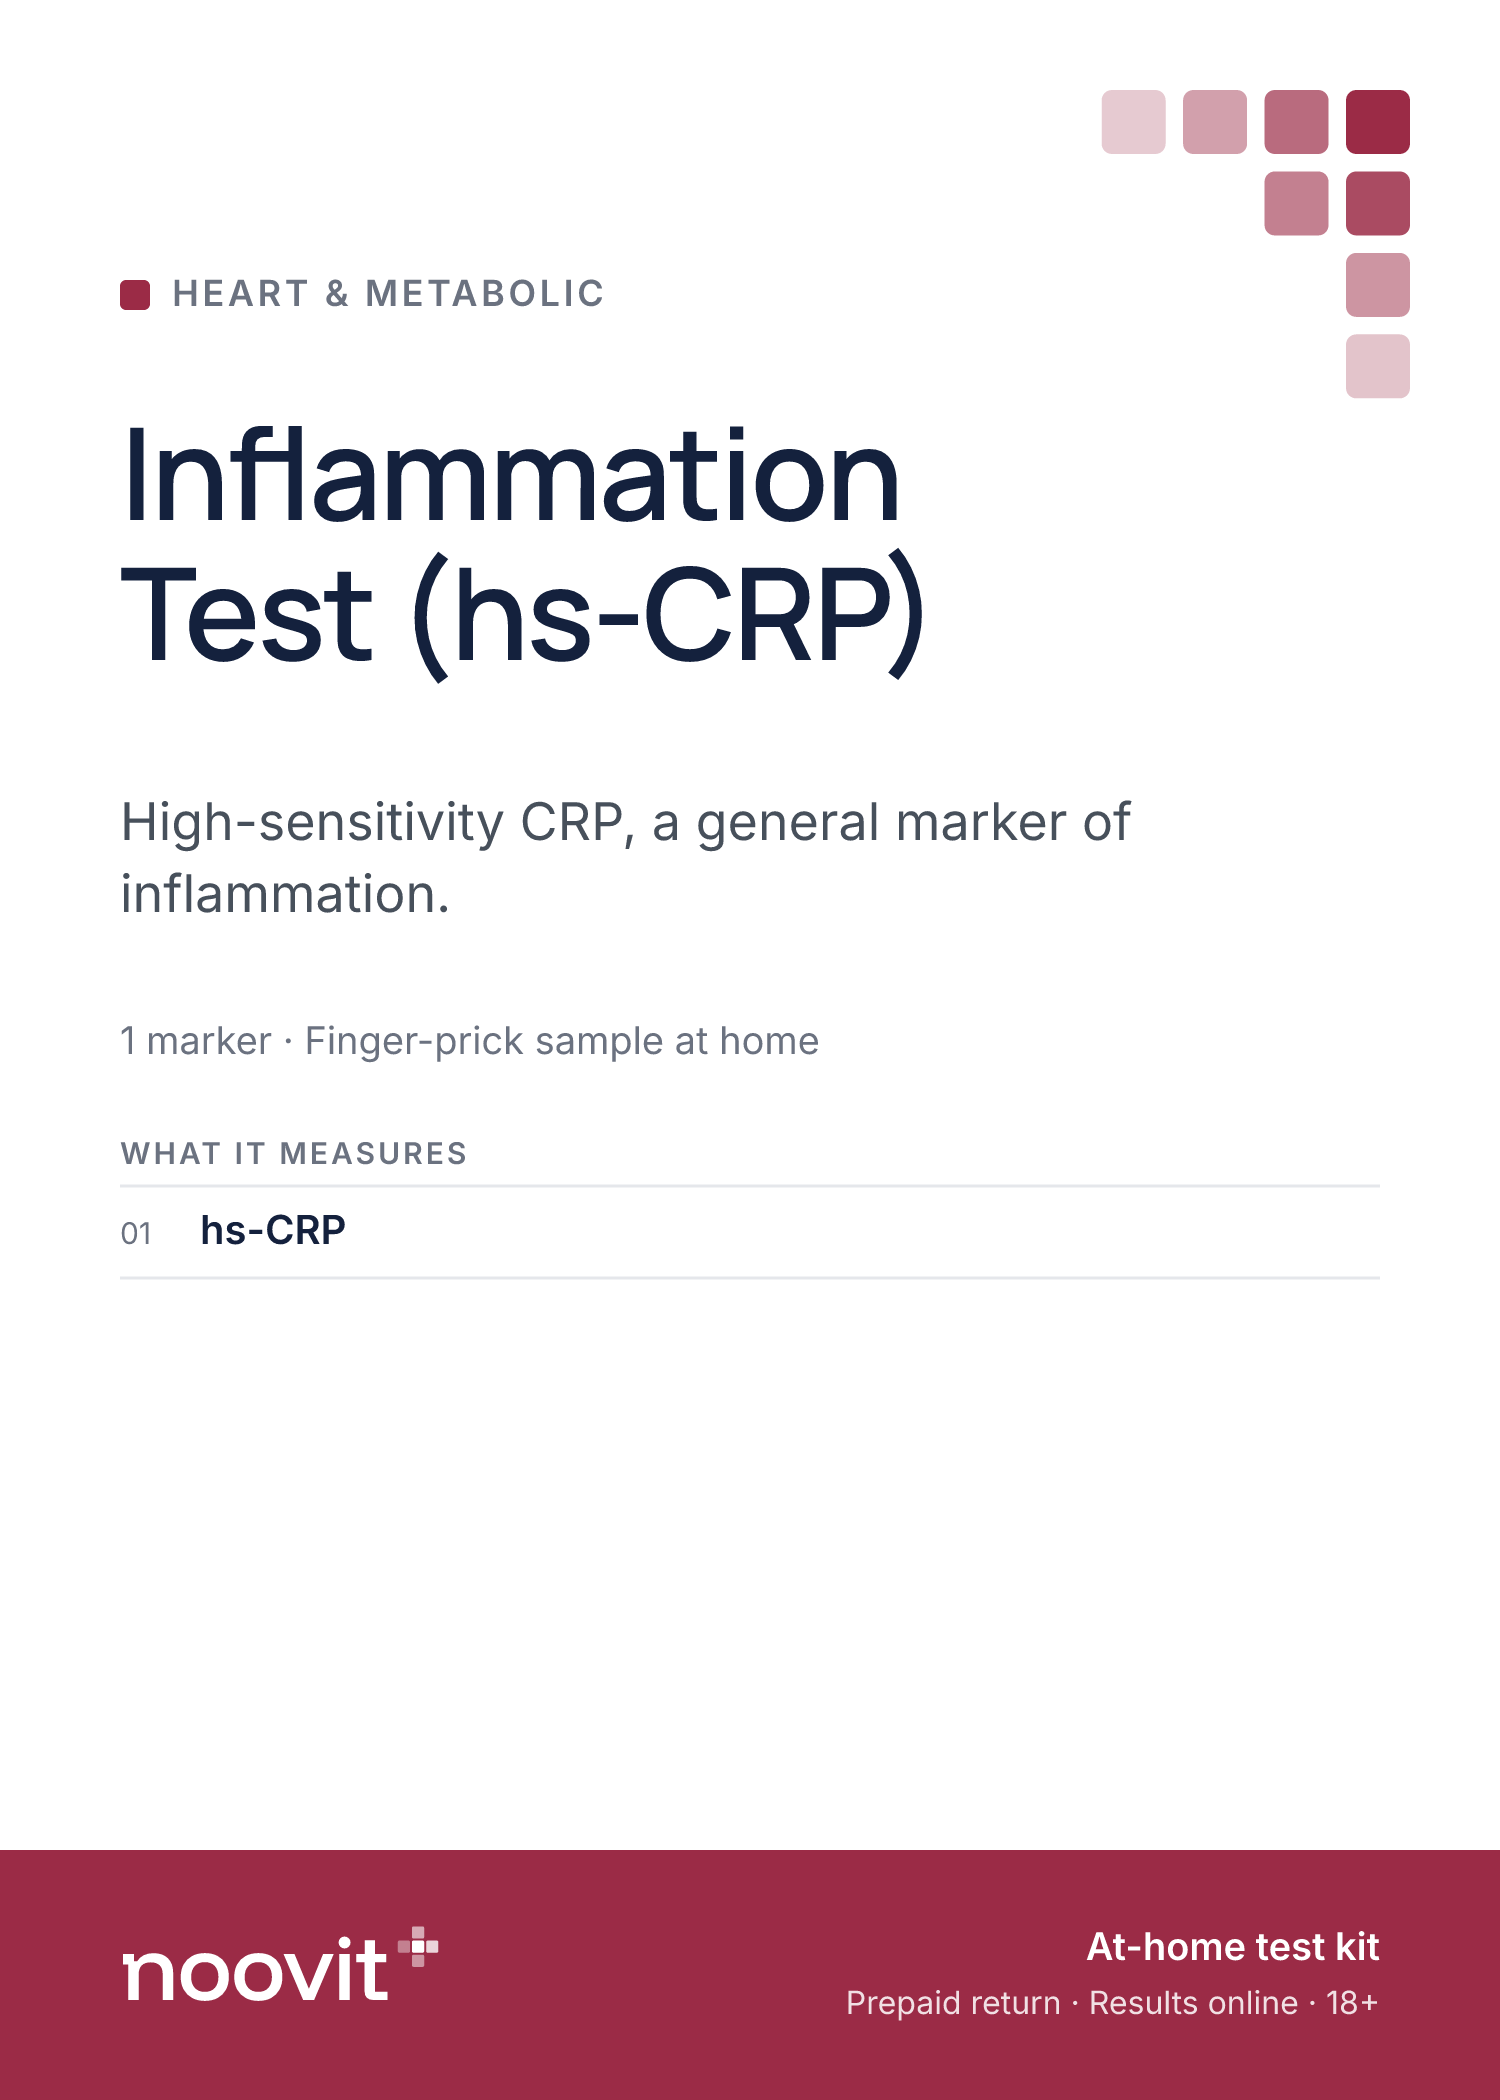 HEART & METABOLIC
Inflammation
Test (hs-CRP)
High-sensitivity CRP, a general marker of
inflammation.
1 marker · Finger-prick sample at home
WHAT IT MEASURES
01 hs-CRP
noovit
At-home test kit
Prepaid return · Results online · 18+